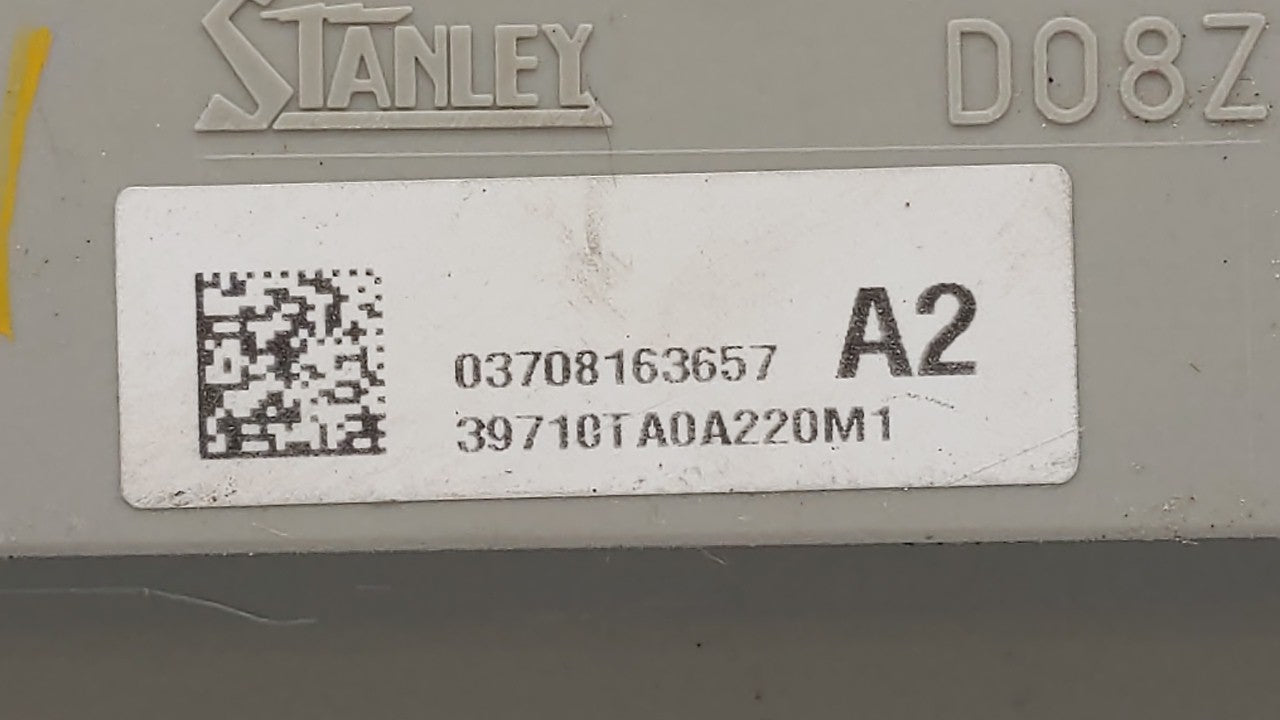 STANLEY D08Z
A2
03708163657
39710TA0A220M1